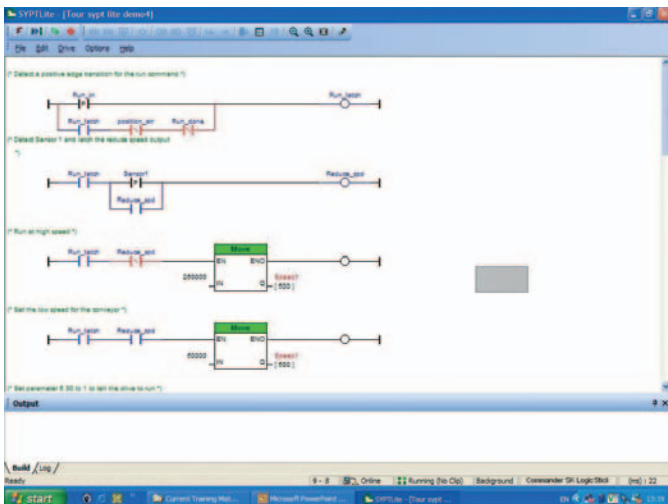 SYPTLite - [Tour sypt lite demo4]
File Edit Drive Options Help
(* Detect a positive edge transition for the run command *)
Run_in
Run_latch
P
Run_latch
position_err
Run_done
(* Detect Sensor 1 and latch the reduce speed output
*)
Run_latch
Sensor1
Reduce_spd
P
Reduce_spd
(* Run at high speed *)
Run_latch
Reduce_spd
Move
EN
ENO
250000
IN
Q
[ 500 ]
(* Set the low speed for the conveyor *)
Run_latch
Reduce_spd
Move
EN
ENO
50000
IN
Q
[ 500 ]
(* Set parameter 6.30 to 1 to tell the drive to run *)
Output
Build Log
Ready
9 - 8
Online
Running (No Clip)
Background
Commander SK LogicStick
(ms) : 22
start
Current Training Mat...
Microsoft PowerPoint ...
SYPTLite - [Tour sypt ...
EN